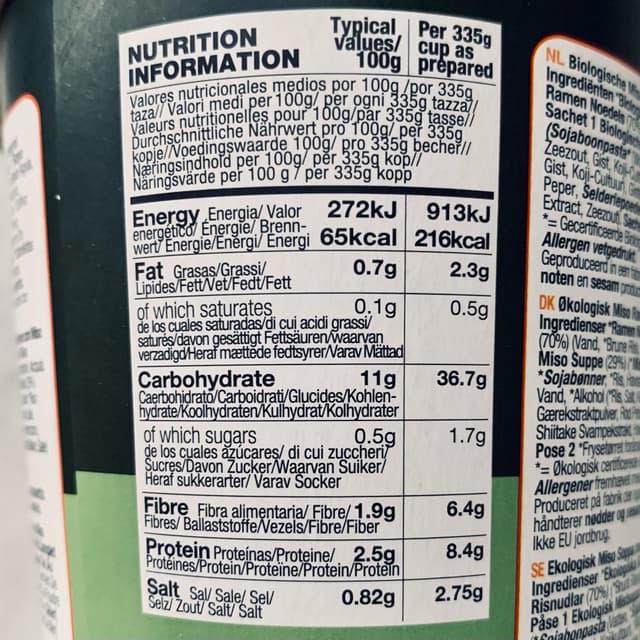 NUTRITION INFORMATION
Typical values/ 100g
Per 335g cup as prepared
Valores nutricionales medios por 100g /por 335g
taza// Valori medi per 100g/ per ogni 335g tazza//
Valeurs nutritionelles pour 100g/par 335g tasse//
Durchschnittliche Nährwert pro 100g/ per 335g
kopje//Voedingswaarde 100g/ pro 335g becher//
Næringsindhold per 100g/ per 335g kop//
Näringsvärde per 100 g / per 335g kopp
Energy Energia/ Valor 272kJ 913kJ
energético/ Énergie/ Brenn-
wert/ Energie/Energi/ Energi 65kcal 216kcal
Fat Grasas/Grassi/ 0.7g 2.3g
Lipides/Fett/Vet/Fedt/Fett
of which saturates 0.1g 0.5g
de los cuales saturadas/di cui acidi grassi/
saturés/davon gesättigt Fettsäuren/waarvan
verzadigd/Heraf mættede fedtsyrer/Varav Mättad
Carbohydrate 11g 36.7g
Caerbohidrato/Carboidrati/Glucides/Kohlen-
hydrate/Koolhydraten/Kulhydrat/Kolhydrater
of which sugars 0.5g 1.7g
de los cuales azúcares/ di cui zuccheri/
Sucres/Davon Zucker/Waarvan Suiker/
Heraf sukkerarter/ Varav Socker
Fibre Fibra alimentaria/ Fibre/ 1.9g 6.4g
Fibres/ Ballaststoffe/Vezels/Fibre/Fiber
Protein Proteínas/Proteine/ 2.5g 8.4g
Protéines/Protein/Proteïne/Protein/Protein
Salt Sal/ Sale/ Sel/ 0.82g 2.75g
Selz/ Zout/ Salt/ Salt
NL Biologische
Ingrediënten
Ramen Noedels
Sachet 1
(Sojaboonpasta*
Zeezout, Gist,
Gist, Koji-Cultuur,
Peper,
Extract, Zeezout,
*= Gecertificeerde
Allergen vetgedrukt
Geproduceerd in een
noten en sesam
DK Økologisk Miso
Ingredienser
(70%) (Vand,
Miso Suppe (29%)
*Sojabønner, *Ris,
Vand, *Alkohol
Gærekstraktpulver,
Shiitake Svampekstrakt,
Pose 2 *Frysetørret
*= Økologisk
Allergener fremhævet
Produceret på fabrik,
håndterer nødder og
Ikke EU jordbrug.
SE Ekologisk Miso
Ingredienser
Risnudlar (70%)
Påse 1 Ekologisk